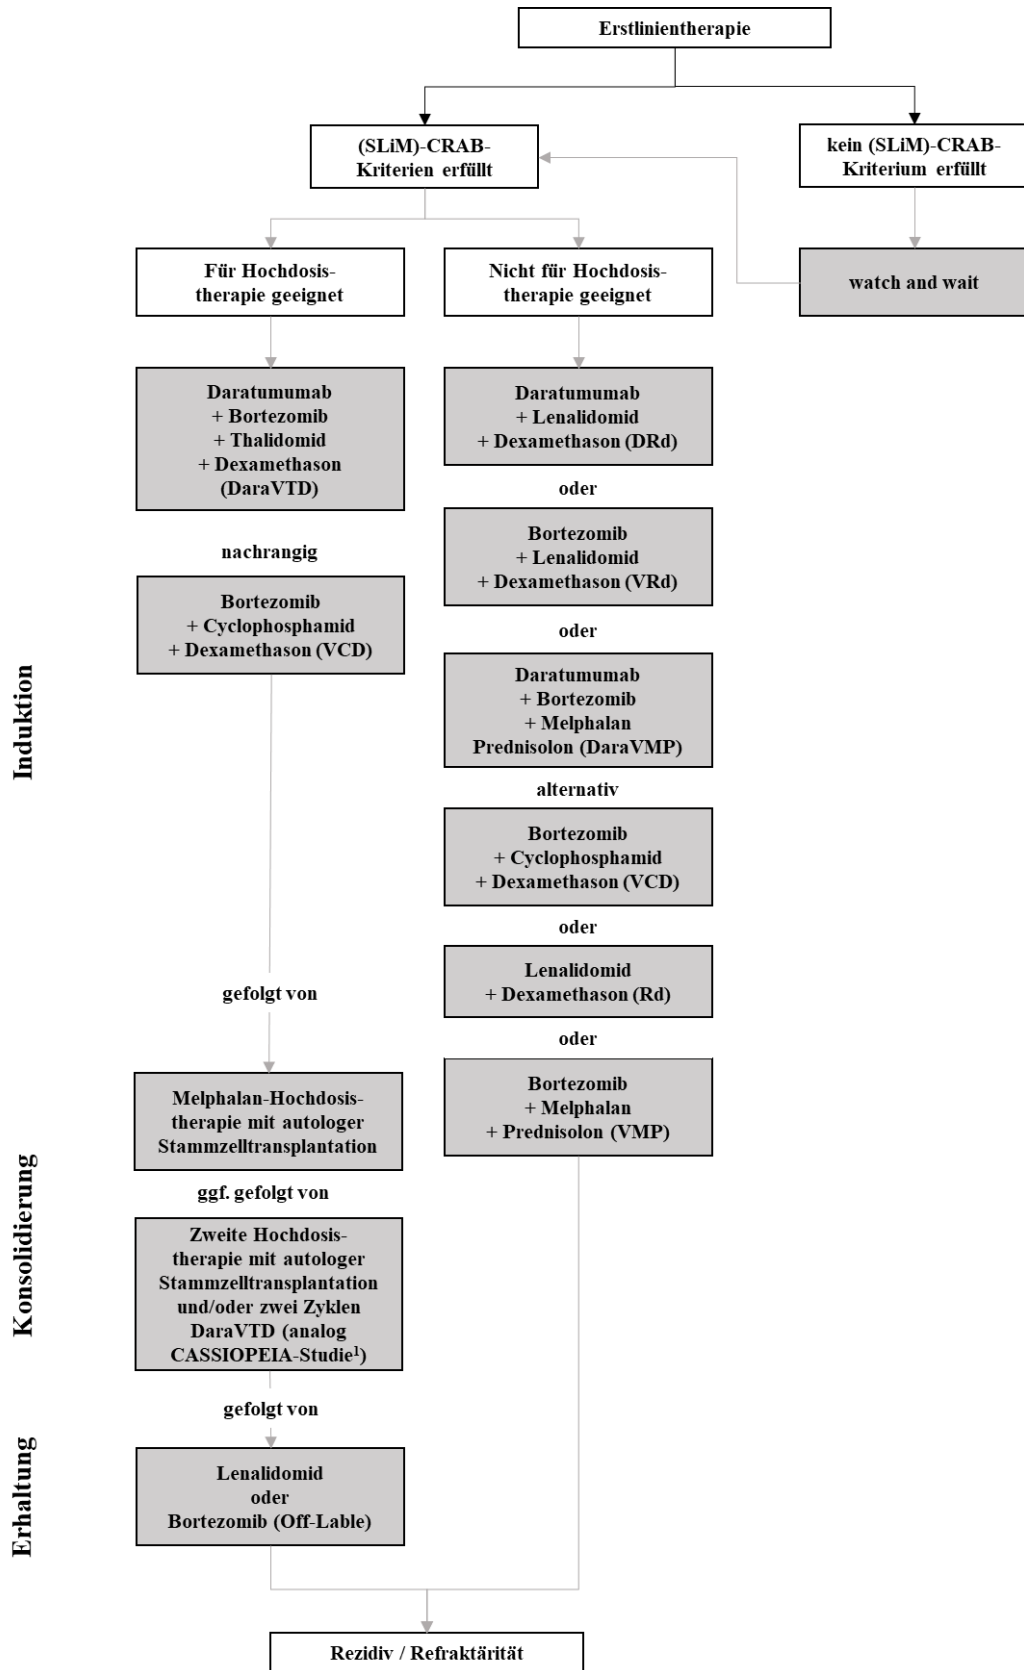 Erstlinientherapie
(SLiM)-CRAB-
Kriterien erfüllt
kein (SLiM)-CRAB-
Kriterium erfüllt
Für Hochdosis-
therapie geeignet
Nicht für Hochdosis-
therapie geeignet
watch and wait
Induktion
Daratumumab
+ Bortezomib
+ Thalidomid
+ Dexamethason
(DaraVTD)
nachrangig
Bortezomib
+ Cyclophosphamid
+ Dexamethason (VCD)
gefolgt von
Daratumumab
+ Lenalidomid
+ Dexamethason (DRd)
oder
Bortezomib
+ Lenalidomid
+ Dexamethason (VRd)
oder
Daratumumab
+ Bortezomib
+ Melphalan
Prednisolon (DaraVMP)
alternativ
Bortezomib
+ Cyclophosphamid
+ Dexamethason (VCD)
oder
Lenalidomid
+ Dexamethason (Rd)
oder
Bortezomib
+ Melphalan
+ Prednisolon (VMP)
Konsolidierung
Melphalan-Hochdosis-
therapie mit autologer
Stammzelltransplantation
ggf. gefolgt von
Zweite Hochdosis-
therapie mit autologer
Stammzelltransplantation
und/oder zwei Zyklen
DaraVTD (analog
CASSIOPEIA-Studie¹)
gefolgt von
Erhaltung
Lenalidomid
oder
Bortezomib (Off-Lable)
Rezidiv / Refraktärität